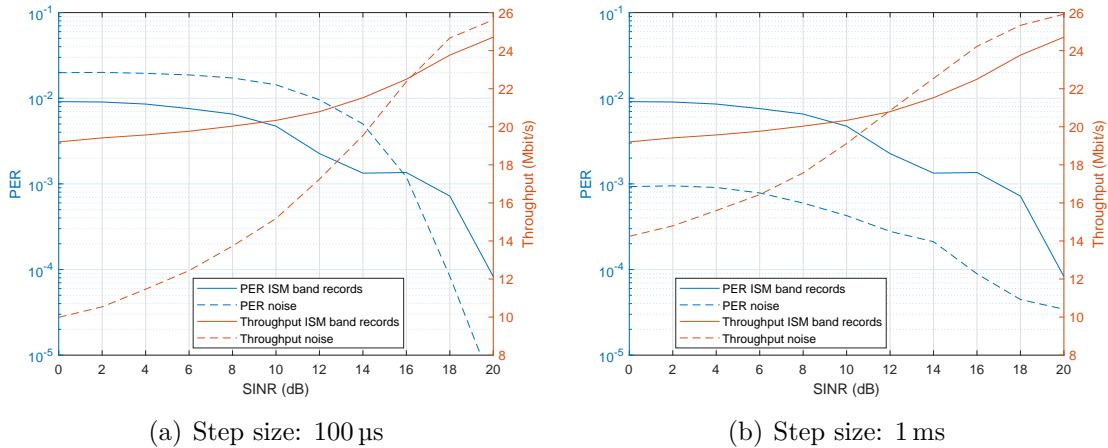 10^-1
10^-2
10^-3
10^-4
10^-5
PER
26
24
22
20
18
16
14
12
10
8
Throughput (Mbit/s)
PER ISM band records
PER noise
Throughput ISM band records
Throughput noise
0 2 4 6 8 10 12 14 16 18 20
SINR (dB)
(a) Step size: 100 µs
10^-1
10^-2
10^-3
10^-4
10^-5
PER
26
24
22
20
18
16
14
12
10
8
Throughput (Mbit/s)
PER ISM band records
PER noise
Throughput ISM band records
Throughput noise
0 2 4 6 8 10 12 14 16 18 20
SINR (dB)
(b) Step size: 1 ms